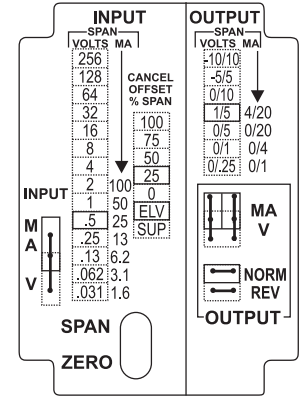 INPUT
SPAN
VOLTS MA
256
128
64
32
16
8
4
2 100
1 50
.5 25
.25 13
.13 6.2
.062 3.1
.031 1.6
CANCEL
OFFSET
% SPAN
100
75
50
25
0
ELV
SUP
INPUT
M
A
V
SPAN
ZERO
OUTPUT
SPAN
VOLTS MA
-10/10
-5/5
0/10
1/5 4/20
0/5 0/20
0/1 0/4
0/.25 0/1
MA
V
NORM
REV
OUTPUT